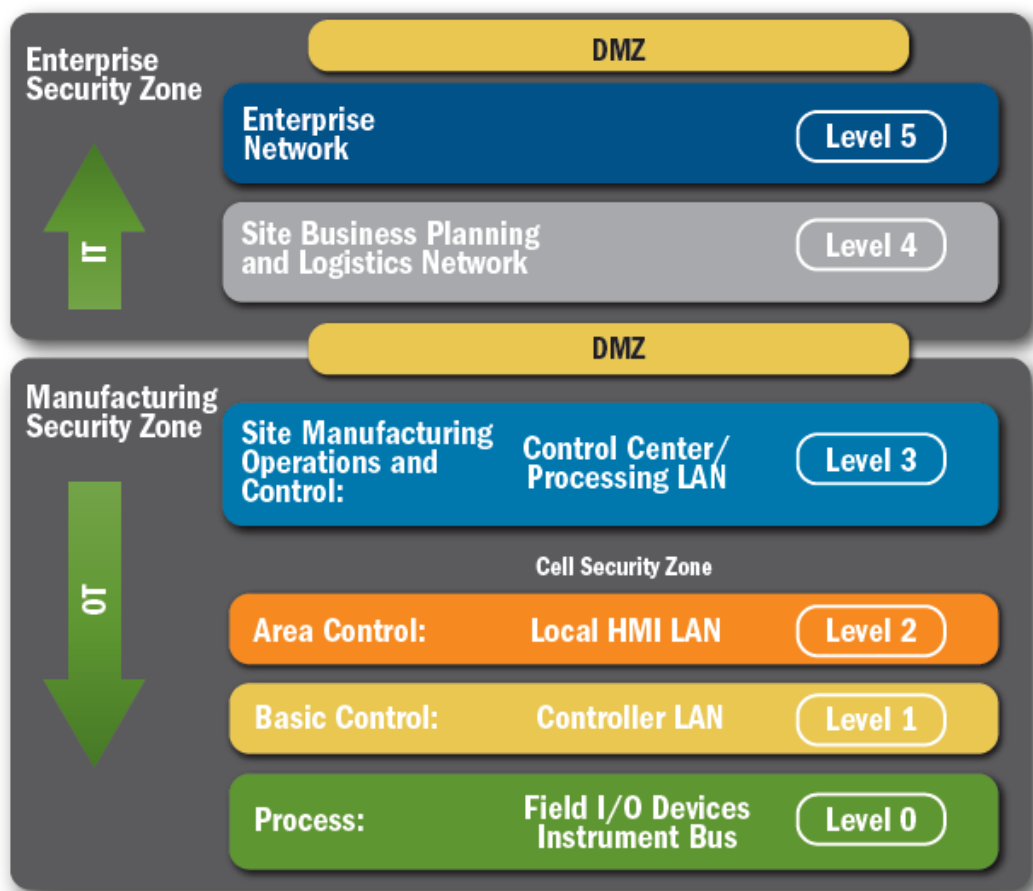 DMZ
Enterprise
Security Zone
Enterprise
Network
Level 5
IT
Site Business Planning
and Logistics Network
Level 4
DMZ
Manufacturing
Security Zone
Site Manufacturing
Operations and
Control:
Control Center/
Processing LAN
Level 3
OT
Cell Security Zone
Area Control:
Local HMI LAN
Level 2
Basic Control:
Controller LAN
Level 1
Process:
Field I/O Devices
Instrument Bus
Level 0